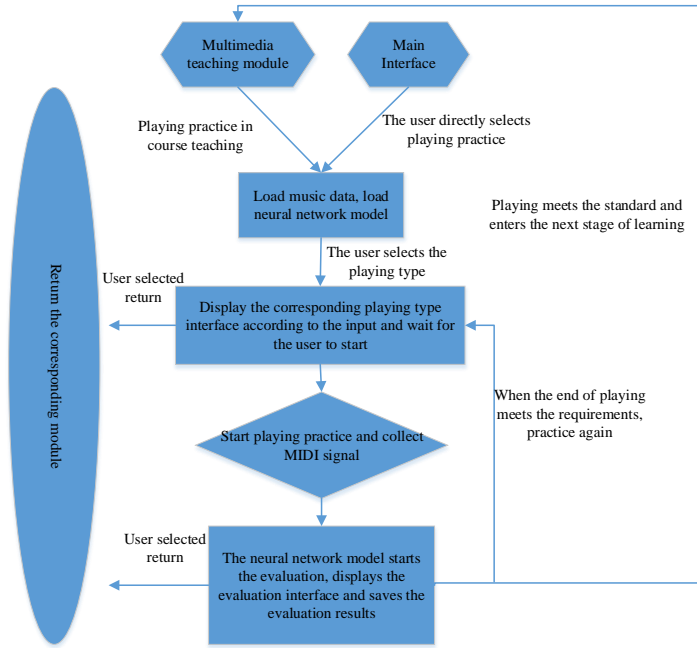 Multimedia
teaching module
Main
Interface
Playing practice in
course teaching
The user directly selects
playing practice
Load music data, load
neural network model
Playing meets the standard and
enters the next stage of learning
The user selects the
playing type
User selected
return
Display the corresponding playing type
interface according to the input and wait for
the user to start
Return the corresponding module
When the end of playing
meets the requirements,
practice again
Start playing practice and collect
MIDI signal
User selected
return
The neural network model starts
the evaluation, displays the
evaluation interface and saves the
evaluation results